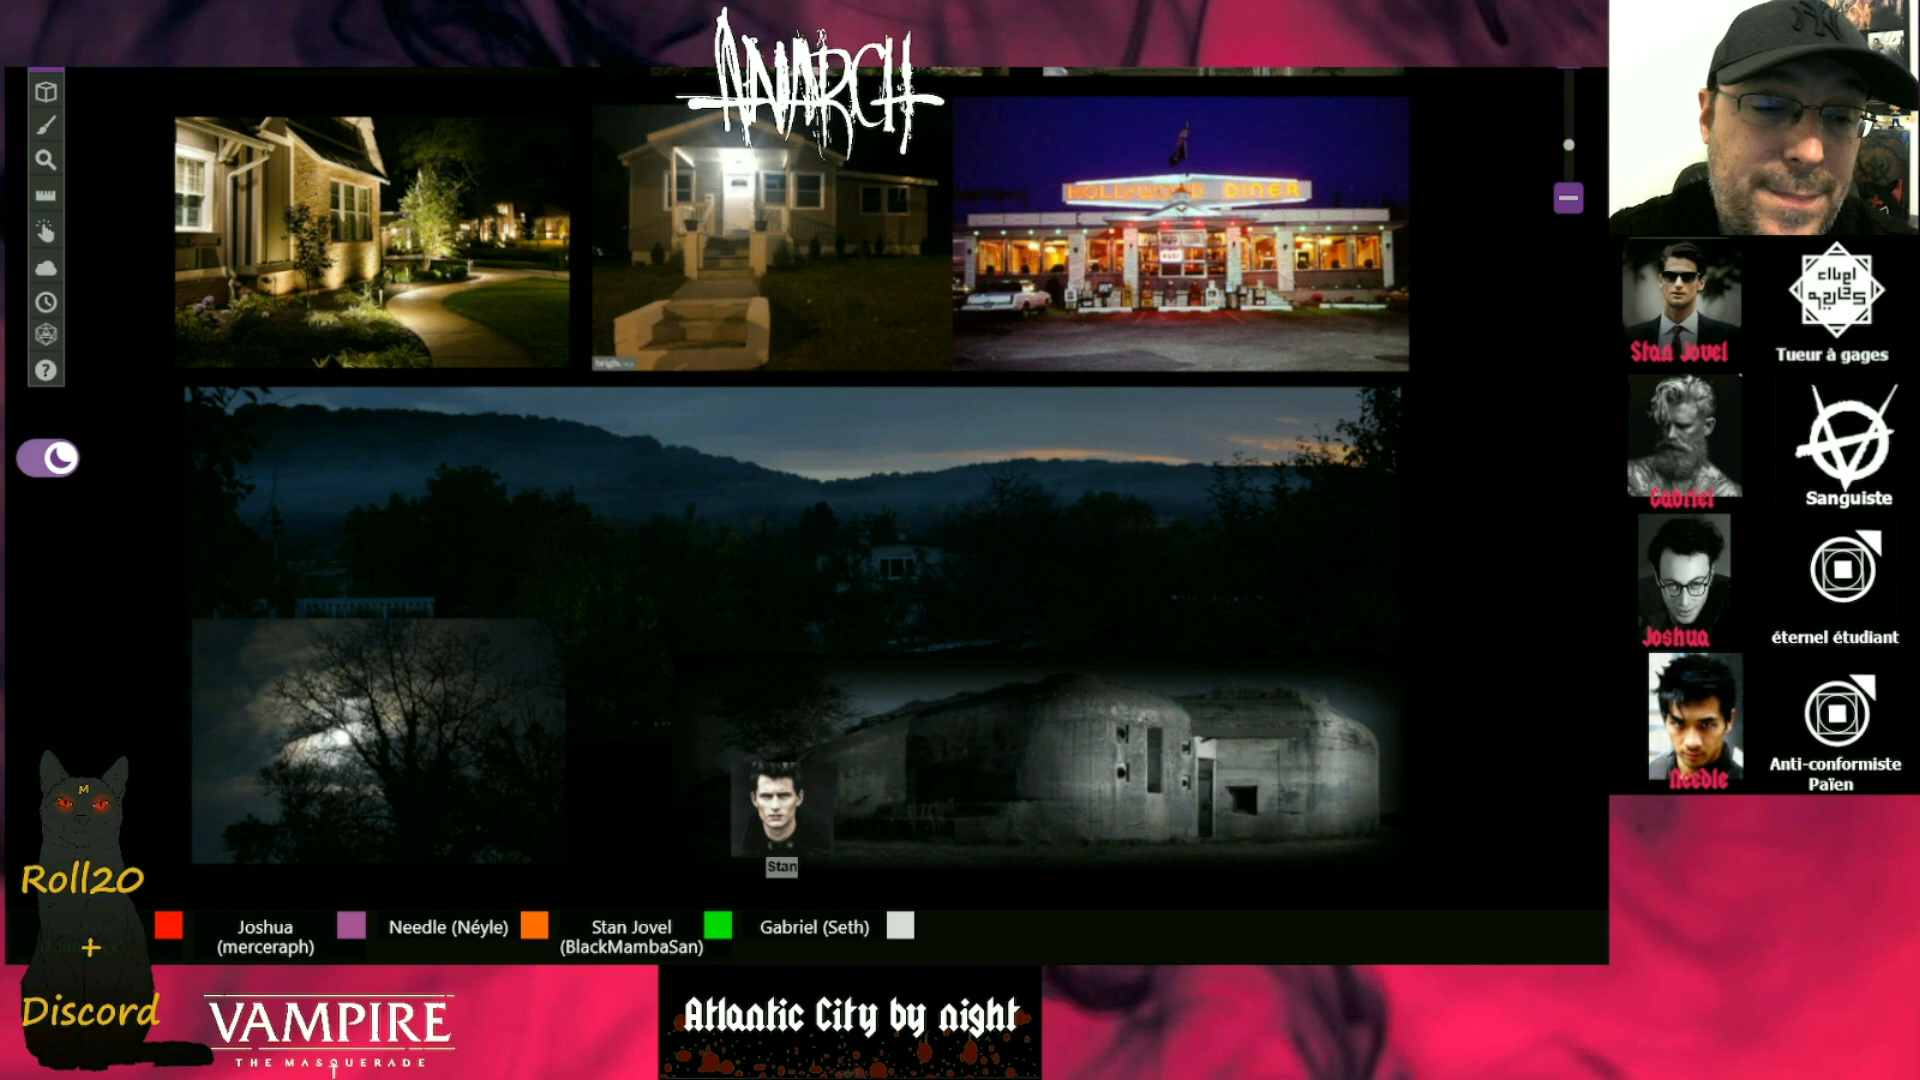 ANARCH
HOLLYWOOD DINER
Stan Jovel
Tueur à gages
Gabriel
Sanguiste
Joshua
éternel étudiant
Needle
Anti-conformiste
Païen
Stan
M
Roll20
+
Discord
Joshua
(merceraph)
Needle (Néyle)
Stan Jovel
(BlackMambaSan)
Gabriel (Seth)
VAMPIRE
THE MASQUERADE
Atlantic City by night